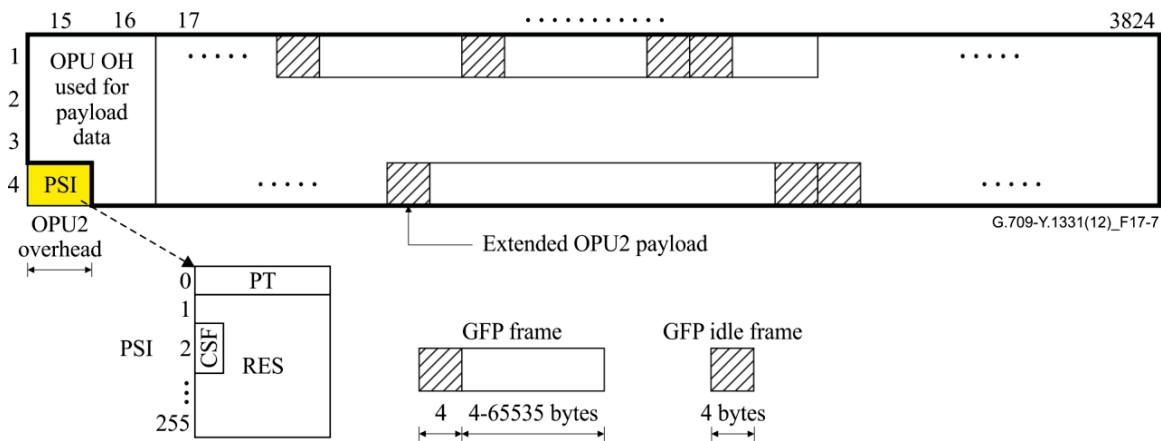 15 16 17 ........... 3824
1 OPU OH ..... .....
used for
2 payload
3 data
4 PSI ..... .....
G.709-Y.1331(12)_F17-7
OPU2
overhead
Extended OPU2 payload
0 PT
1
PSI 2 CSF RES
255
GFP frame GFP idle frame
4 4-65535 bytes 4 bytes